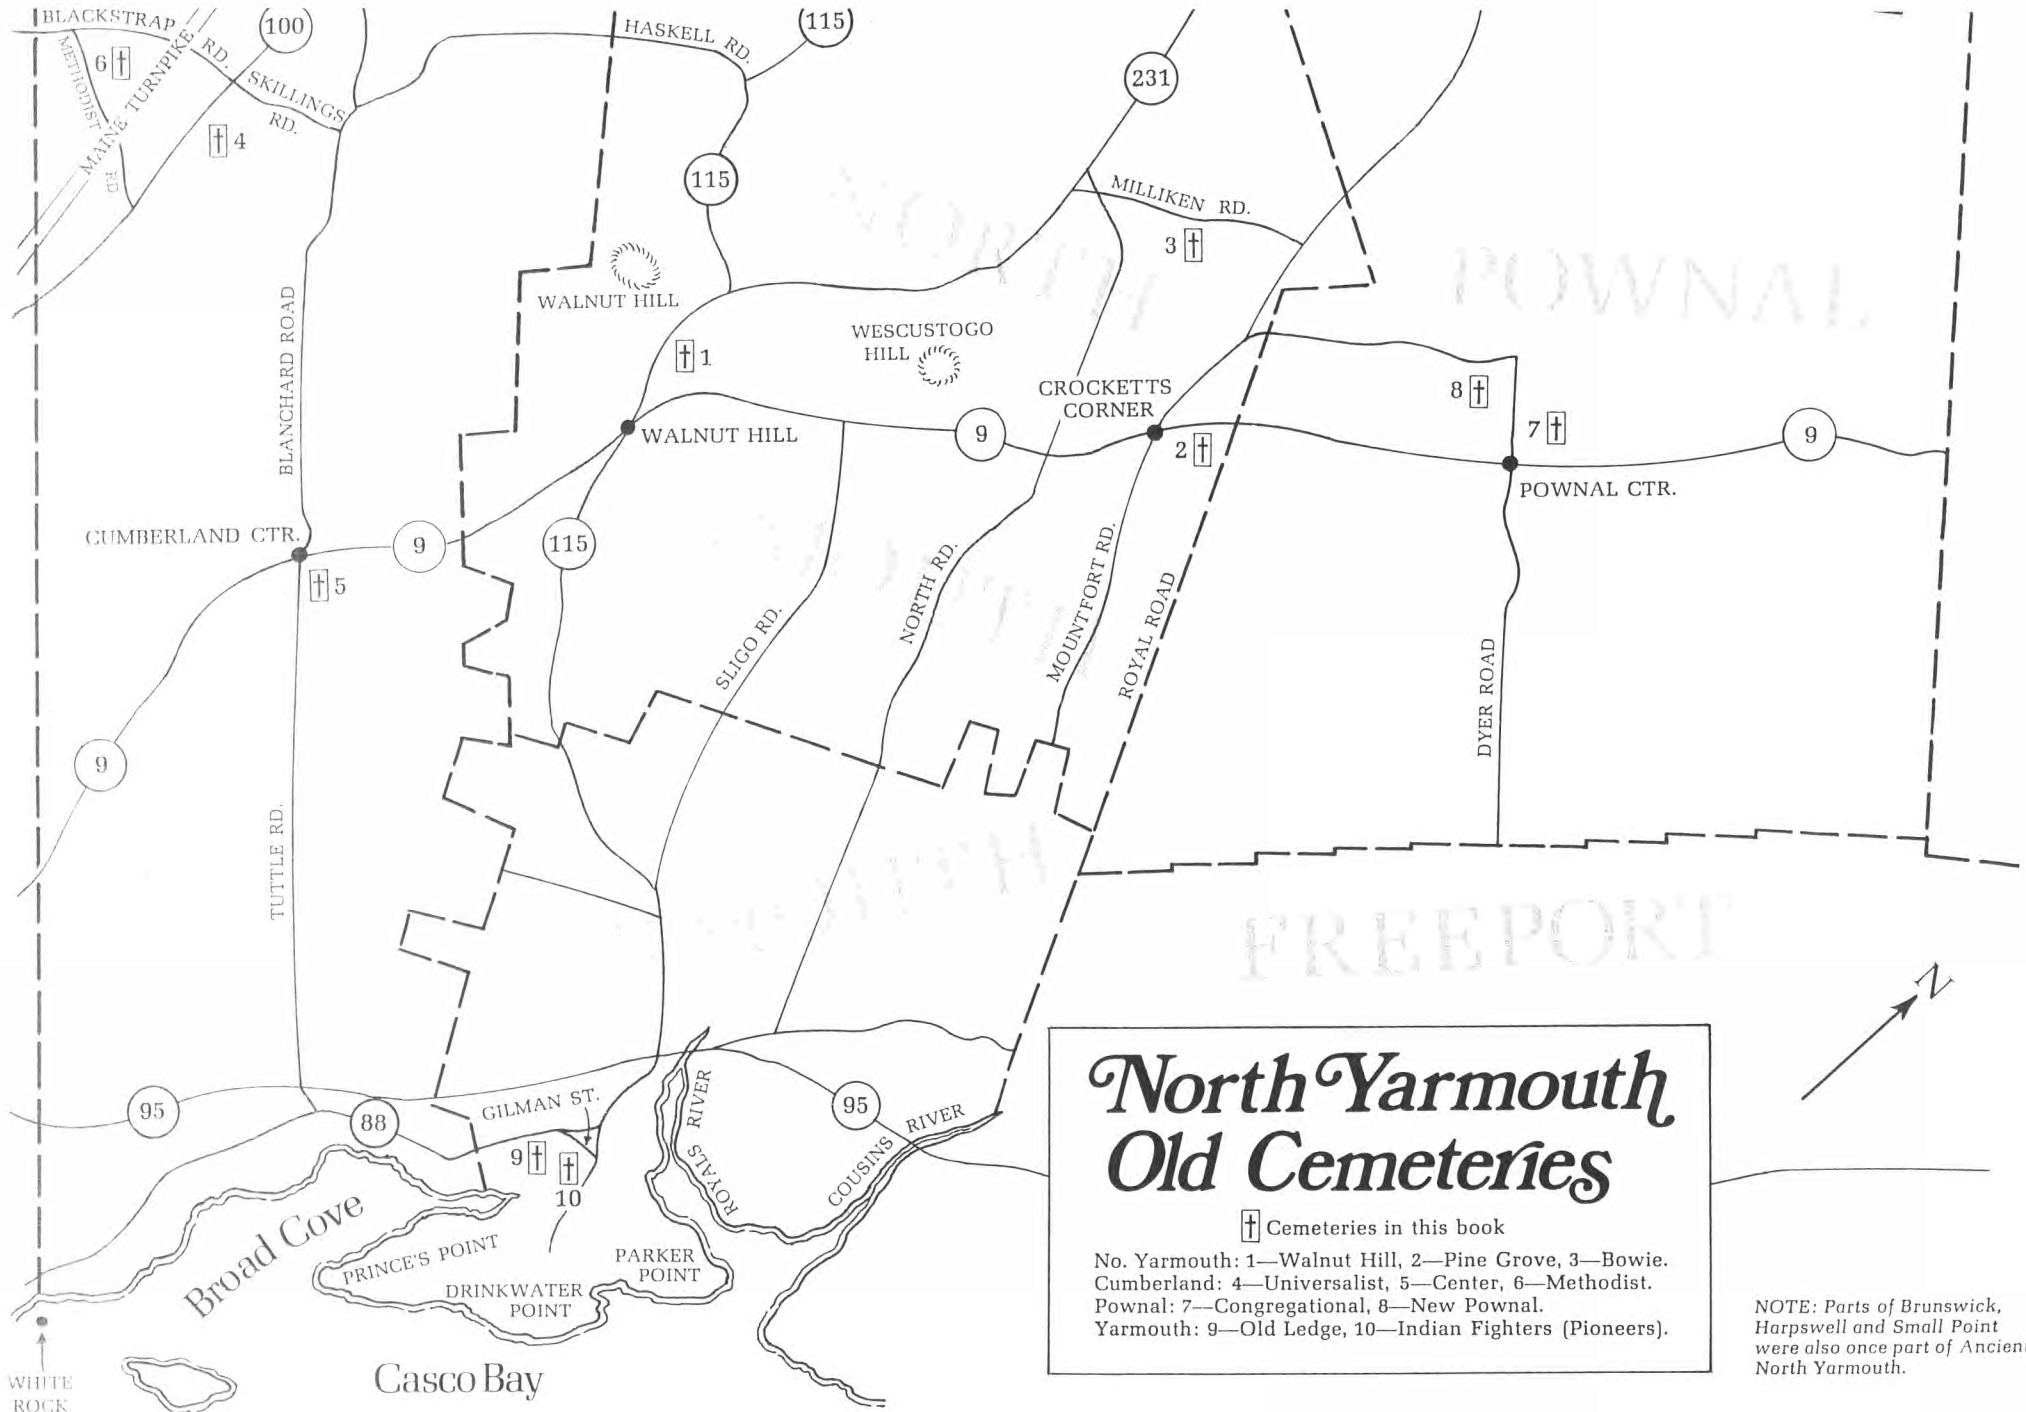 BLACKSTRAP RD.
100
HASKELL RD.
115
6
METHODIST RD
MAINE TURNPIKE
SKILLINGS RD.
4
231
115
MILLIKEN RD.
3
NORTH
POWNAL
WALNUT HILL
BLANCHARD ROAD
1
WESCUSTOGO
HILL
CROCKETTS
CORNER
8
7
WALNUT HILL
9
2
9
POWNAL CTR.
CUMBERLAND CTR.
9
115
5
SLIGO RD.
NORTH RD.
MOUNTFORT RD.
ROYAL ROAD
DYER ROAD
9
TUTTLE RD.
FREEPORT
N
95
88
GILMAN ST.
9
10
ROYALS RIVER
95
COUSINS RIVER
Broad Cove
PRINCE'S POINT
DRINKWATER
POINT
PARKER
POINT
Casco Bay
WHITE
ROCK
North Yarmouth
Old Cemeteries
Cemeteries in this book
No. Yarmouth: 1—Walnut Hill, 2—Pine Grove, 3—Bowie.
Cumberland: 4—Universalist, 5—Center, 6—Methodist.
Pownal: 7—Congregational, 8—New Pownal.
Yarmouth: 9—Old Ledge, 10—Indian Fighters (Pioneers).
NOTE: Parts of Brunswick,
Harpswell and Small Point
were also once part of Ancien
North Yarmouth.